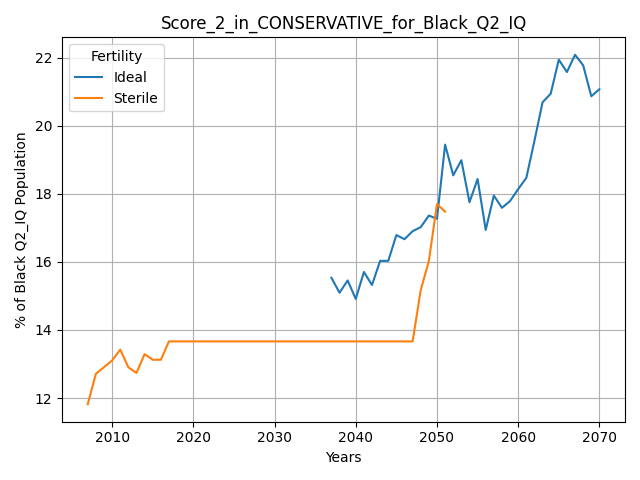 Score_2_in_CONSERVATIVE_for_Black_Q2_IQ
Fertility
Ideal
Sterile
% of Black Q2_IQ Population
22
20
18
16
14
12
2010
2020
2030
2040
2050
2060
2070
Years